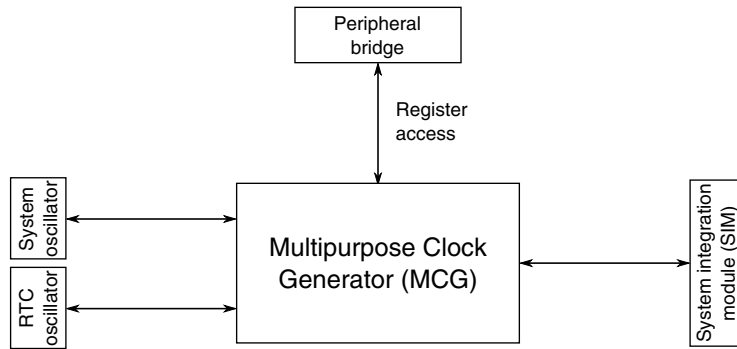 Peripheral
bridge
Register
access
System
oscillator
RTC
oscillator
Multipurpose Clock
Generator (MCG)
System integration
module (SIM)